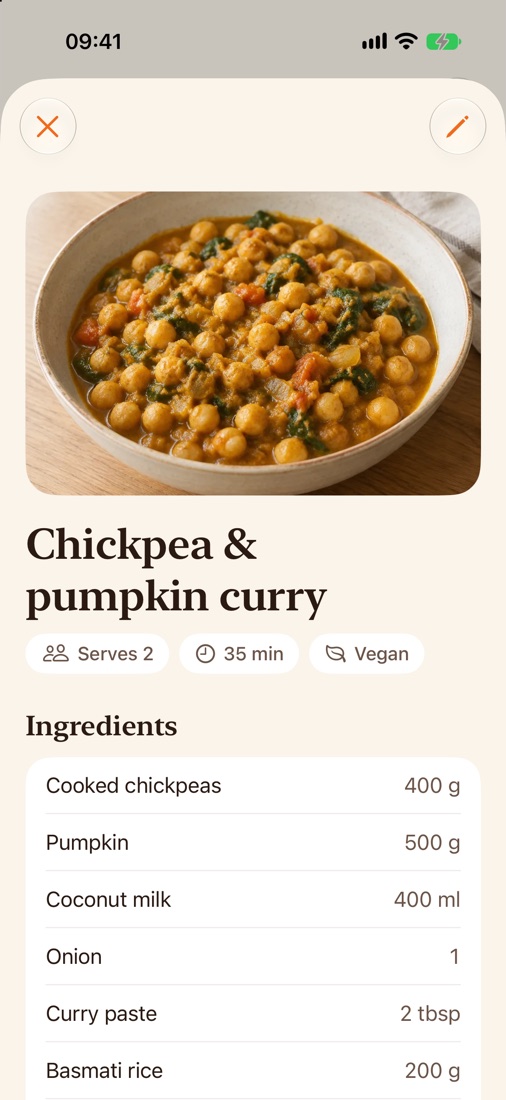 09:41
Chickpea &
pumpkin curry
Serves 2
35 min
Vegan
Ingredients
Cooked chickpeas 400 g
Pumpkin 500 g
Coconut milk 400 ml
Onion 1
Curry paste 2 tbsp
Basmati rice 200 g